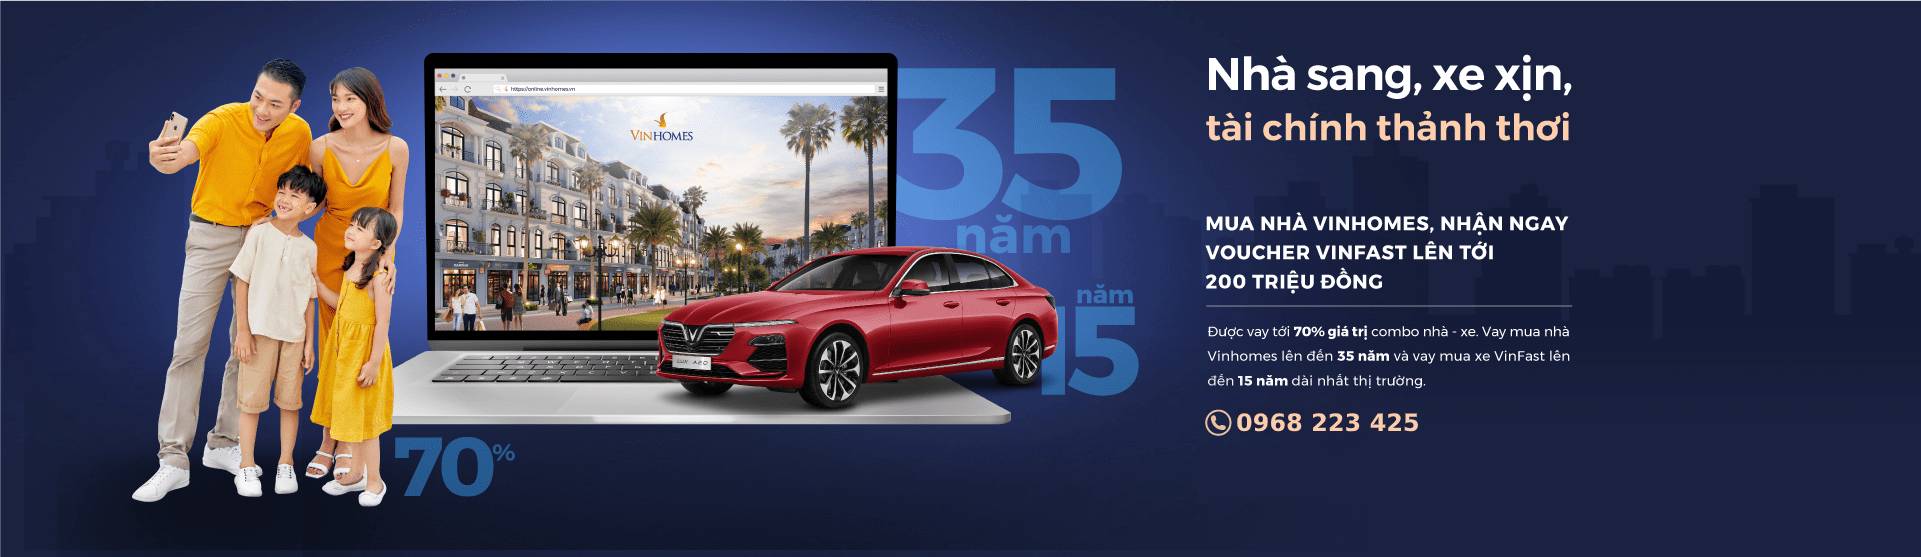 https://online.vinhomes.vn
VINHOMES
35
năm
năm
15
LUX A2.0
70%
Nhà sang, xe xịn,
tài chính thảnh thơi
MUA NHÀ VINHOMES, NHẬN NGAY
VOUCHER VINFAST LÊN TỚI
200 TRIỆU ĐỒNG
Được vay tới 70% giá trị combo nhà - xe. Vay mua nhà
Vinhomes lên đến 35 năm và vay mua xe VinFast lên
đến 15 năm dài nhất thị trường.
0968 223 425